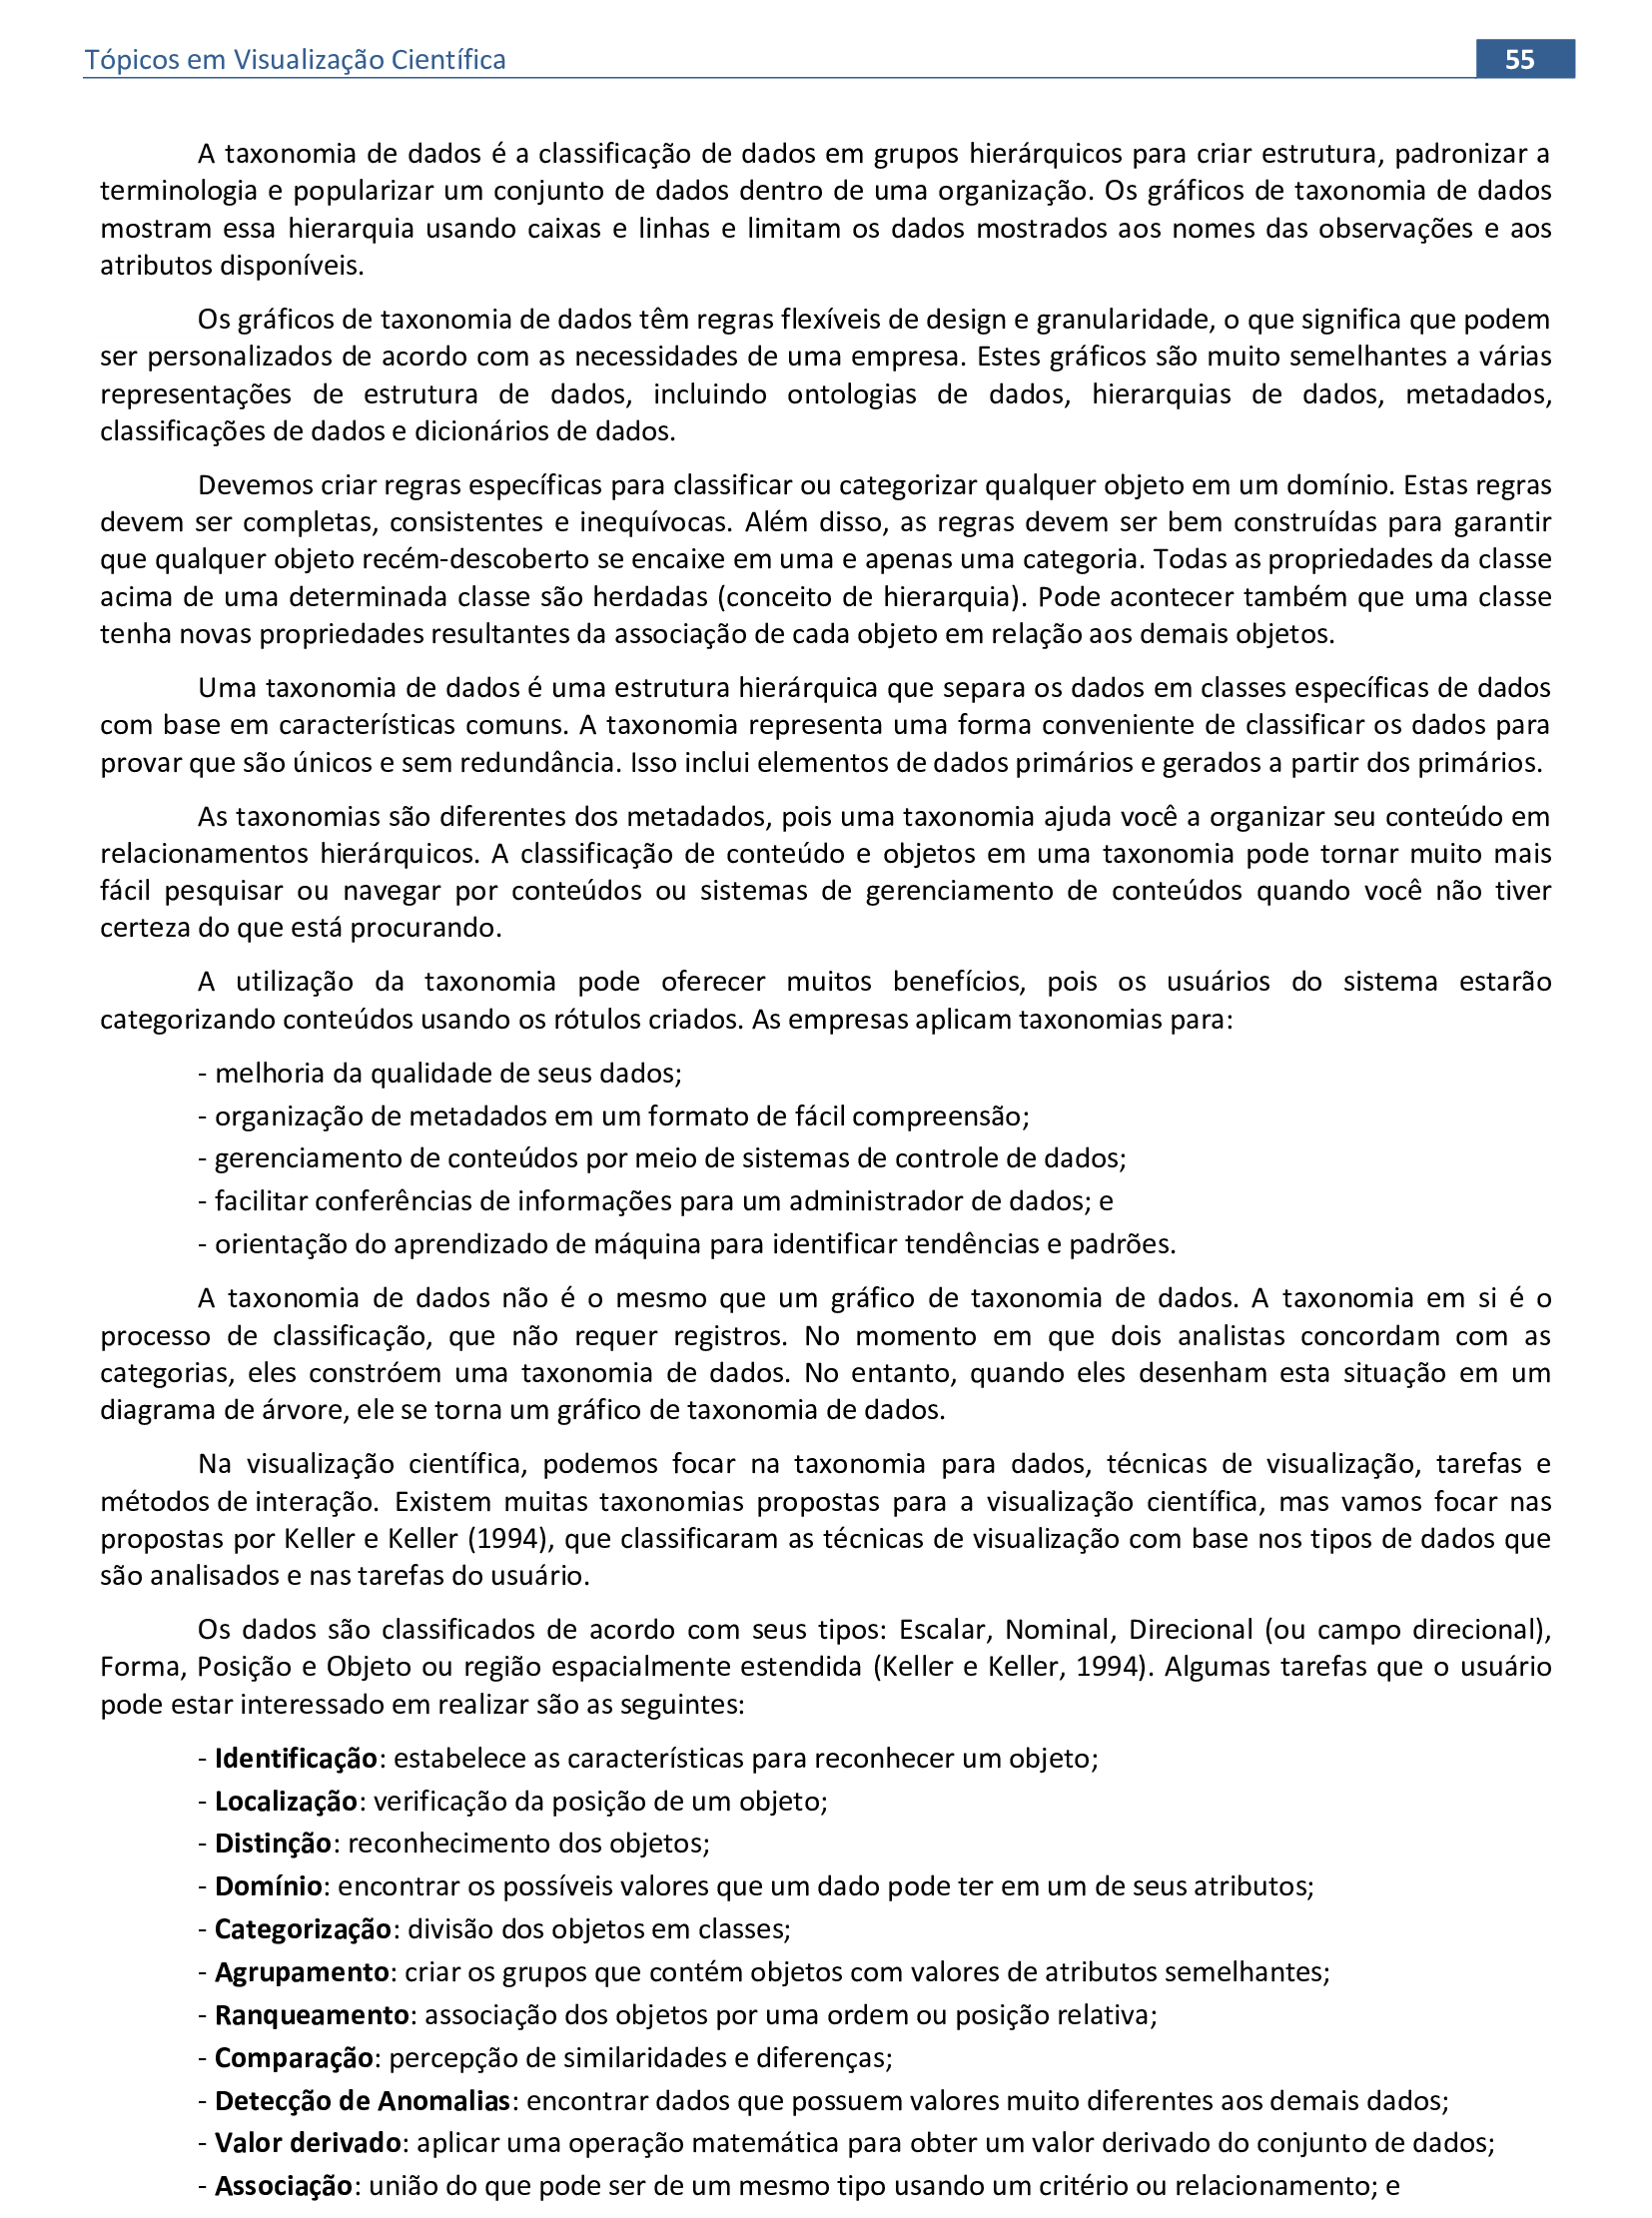 Tópicos em Visualização Científica
55
A taxonomia de dados é a classificação de dados em grupos hierárquicos para criar estrutura, padronizar a
terminologia e popularizar um conjunto de dados dentro de uma organização. Os gráficos de taxonomia de dados
mostram essa hierarquia usando caixas e linhas e limitam os dados mostrados aos nomes das observações e aos
atributos disponíveis.
Os gráficos de taxonomia de dados têm regras flexíveis de design e granularidade, o que significa que podem
ser personalizados de acordo com as necessidades de uma empresa. Estes gráficos são muito semelhantes a várias
representações de estrutura de dados, incluindo ontologias de dados, hierarquias de dados, metadados,
classificações de dados e dicionários de dados.
Devemos criar regras específicas para classificar ou categorizar qualquer objeto em um domínio. Estas regras
devem ser completas, consistentes e inequívocas. Além disso, as regras devem ser bem construídas para garantir
que qualquer objeto recém-descoberto se encaixe em uma e apenas uma categoria. Todas as propriedades da classe
acima de uma determinada classe são herdadas (conceito de hierarquia). Pode acontecer também que uma classe
tenha novas propriedades resultantes da associação de cada objeto em relação aos demais objetos.
Uma taxonomia de dados é uma estrutura hierárquica que separa os dados em classes específicas de dados
com base em características comuns. A taxonomia representa uma forma conveniente de classificar os dados para
provar que são únicos e sem redundância. Isso inclui elementos de dados primários e gerados a partir dos primários.
As taxonomias são diferentes dos metadados, pois uma taxonomia ajuda você a organizar seu conteúdo em
relacionamentos hierárquicos. A classificação de conteúdo e objetos em uma taxonomia pode tornar muito mais
fácil pesquisar ou navegar por conteúdos ou sistemas de gerenciamento de conteúdos quando você não tiver
certeza do que está procurando.
A utilização da taxonomia pode oferecer muitos benefícios, pois os usuários do sistema estarão
categorizando conteúdos usando os rótulos criados. As empresas aplicam taxonomias para:
- melhoria da qualidade de seus dados;
- organização de metadados em um formato de fácil compreensão;
- gerenciamento de conteúdos por meio de sistemas de controle de dados;
- facilitar conferências de informações para um administrador de dados; e
- orientação do aprendizado de máquina para identificar tendências e padrões.
A taxonomia de dados não é o mesmo que um gráfico de taxonomia de dados. A taxonomia em si é o
processo de classificação, que não requer registros. No momento em que dois analistas concordam com as
categorias, eles constróem uma taxonomia de dados. No entanto, quando eles desenham esta situação em um
diagrama de árvore, ele se torna um gráfico de taxonomia de dados.
Na visualização científica, podemos focar na taxonomia para dados, técnicas de visualização, tarefas e
métodos de interação. Existem muitas taxonomias propostas para a visualização científica, mas vamos focar nas
propostas por Keller e Keller (1994), que classificaram as técnicas de visualização com base nos tipos de dados que
são analisados e nas tarefas do usuário.
Os dados são classificados de acordo com seus tipos: Escalar, Nominal, Direcional (ou campo direcional),
Forma, Posição e Objeto ou região espacialmente estendida (Keller e Keller, 1994). Algumas tarefas que o usuário
pode estar interessado em realizar são as seguintes:
- Identificação: estabelece as características para reconhecer um objeto;
- Localização: verificação da posição de um objeto;
- Distinção: reconhecimento dos objetos;
- Domínio: encontrar os possíveis valores que um dado pode ter em um de seus atributos;
- Categorização: divisão dos objetos em classes;
- Agrupamento: criar os grupos que contém objetos com valores de atributos semelhantes;
- Ranqueamento: associação dos objetos por uma ordem ou posição relativa;
- Comparação: percepção de similaridades e diferenças;
- Detecção de Anomalias: encontrar dados que possuem valores muito diferentes aos demais dados;
- Valor derivado: aplicar uma operação matemática para obter um valor derivado do conjunto de dados;
- Associação: união do que pode ser de um mesmo tipo usando um critério ou relacionamento; e